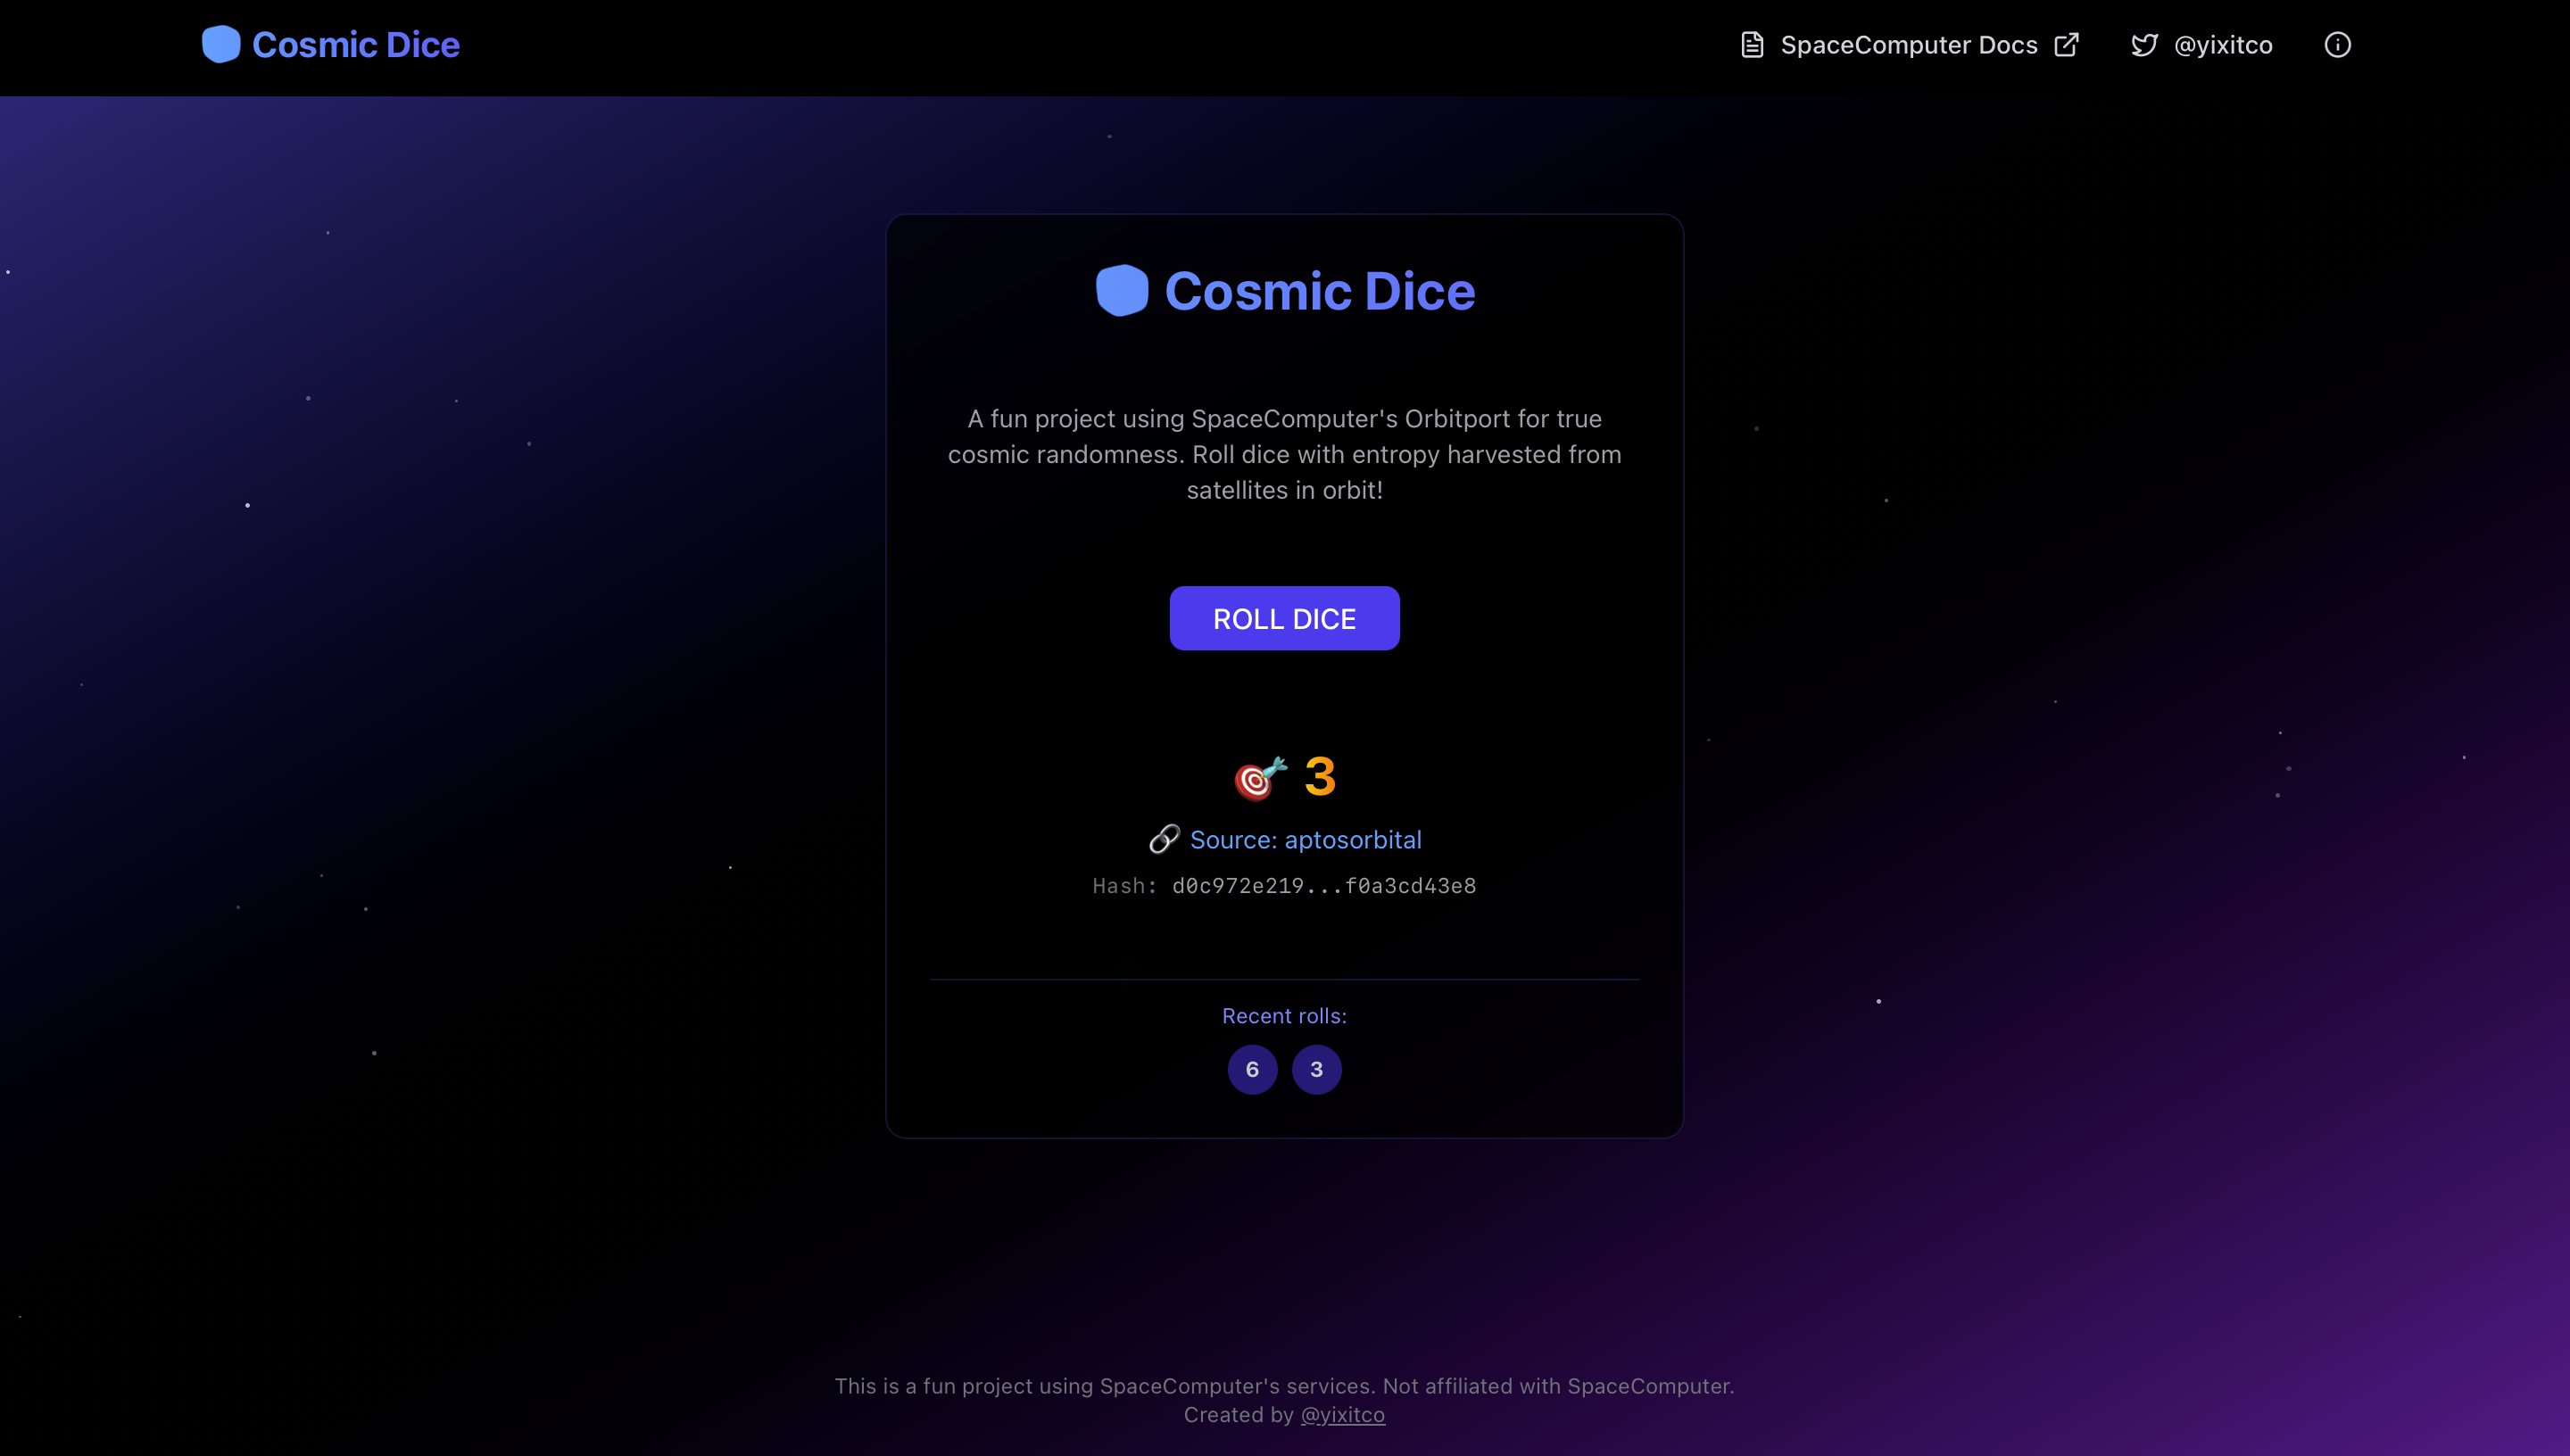 Cosmic Dice
SpaceComputer Docs
@yixitco
Cosmic Dice
A fun project using SpaceComputer's Orbitport for true
cosmic randomness. Roll dice with entropy harvested from
satellites in orbit!
ROLL DICE
3
Source: aptosorbital
Hash: d0c972e219...f0a3cd43e8
Recent rolls:
6 3
This is a fun project using SpaceComputer's services. Not affiliated with SpaceComputer.
Created by @yixitco